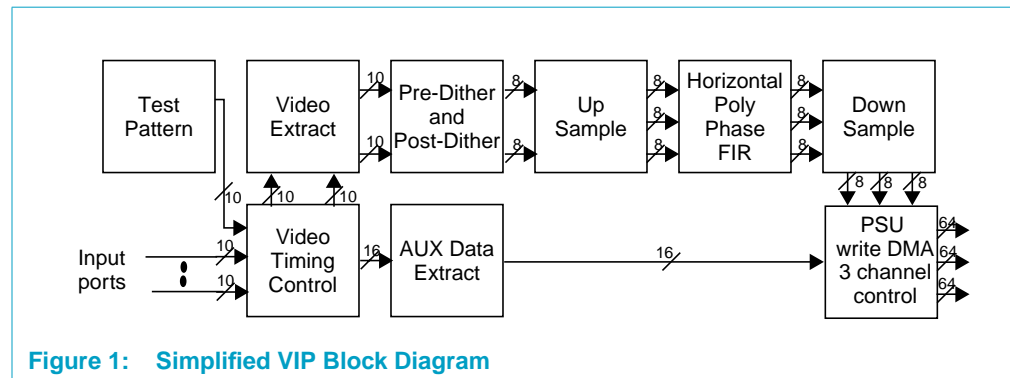 Test
Pattern
Video
Extract
10
10
Pre-Dither
and
Post-Dither
8
8
Up
Sample
8
8
8
Horizontal
Poly
Phase
FIR
8
8
8
Down
Sample
8
8
8
10
10
10
Input
ports
10
10
Video
Timing
Control
16
AUX Data
Extract
16
PSU
write DMA
3 channel
control
64
64
64
Figure 1: Simplified VIP Block Diagram